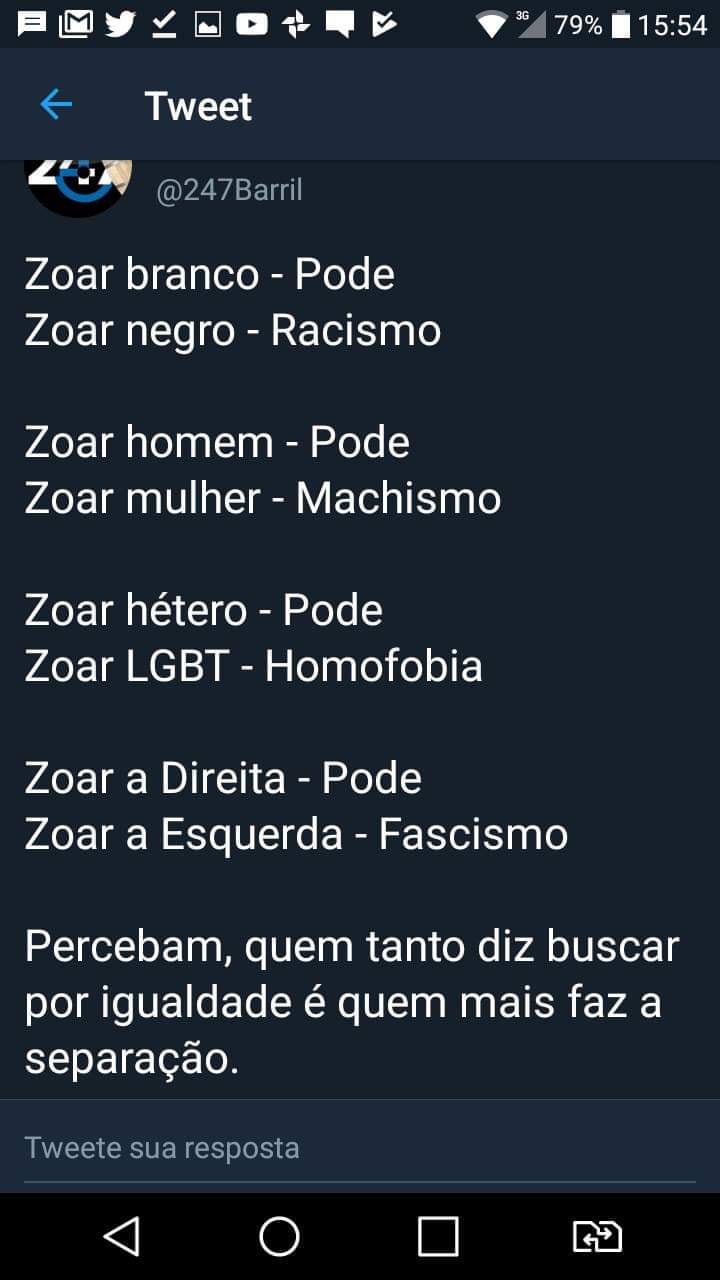 3G 79% 15:54
Tweet
247
@247Barril
Zoar branco - Pode
Zoar negro - Racismo
Zoar homem - Pode
Zoar mulher - Machismo
Zoar hétero - Pode
Zoar LGBT - Homofobia
Zoar a Direita - Pode
Zoar a Esquerda - Fascismo
Percebam, quem tanto diz buscar
por igualdade é quem mais faz a
separação.
Tweete sua resposta